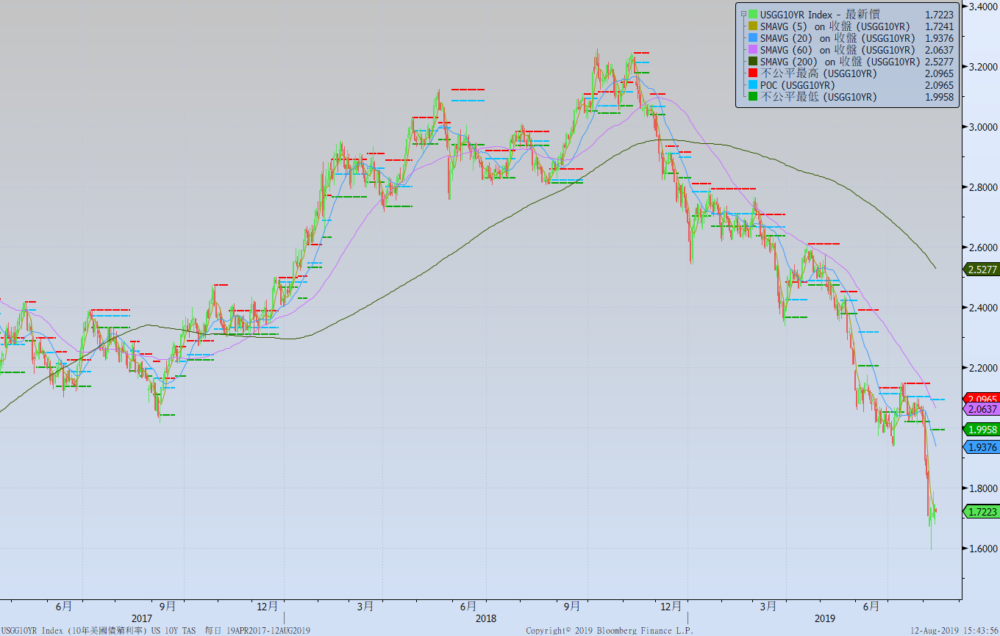 USGG10YR Index - 最新價 1.7223
SMAVG (5) on 收盤 (USGG10YR) 1.7241
SMAVG (20) on 收盤 (USGG10YR) 1.9376
SMAVG (60) on 收盤 (USGG10YR) 2.0637
SMAVG (200) on 收盤 (USGG10YR) 2.5277
不公平最高 (USGG10YR) 2.0965
POC (USGG10YR) 2.0965
不公平最低 (USGG10YR) 1.9958
3.4000
3.2000
3.0000
2.8000
2.6000
2.5277
2.4000
2.2000
2.0965
2.0637
1.9958
1.9376
1.8000
1.7223
1.6000
6月 9月 12月 3月 6月 9月 12月 3月 6月
2017 2018 2019
USGG10YR Index (10年美國債殖利率) US 10Y TAS 每日 19APR2017-12AUG2019 Copyright© 2019 Bloomberg Finance L.P. 12-Aug-2019 15:43:56